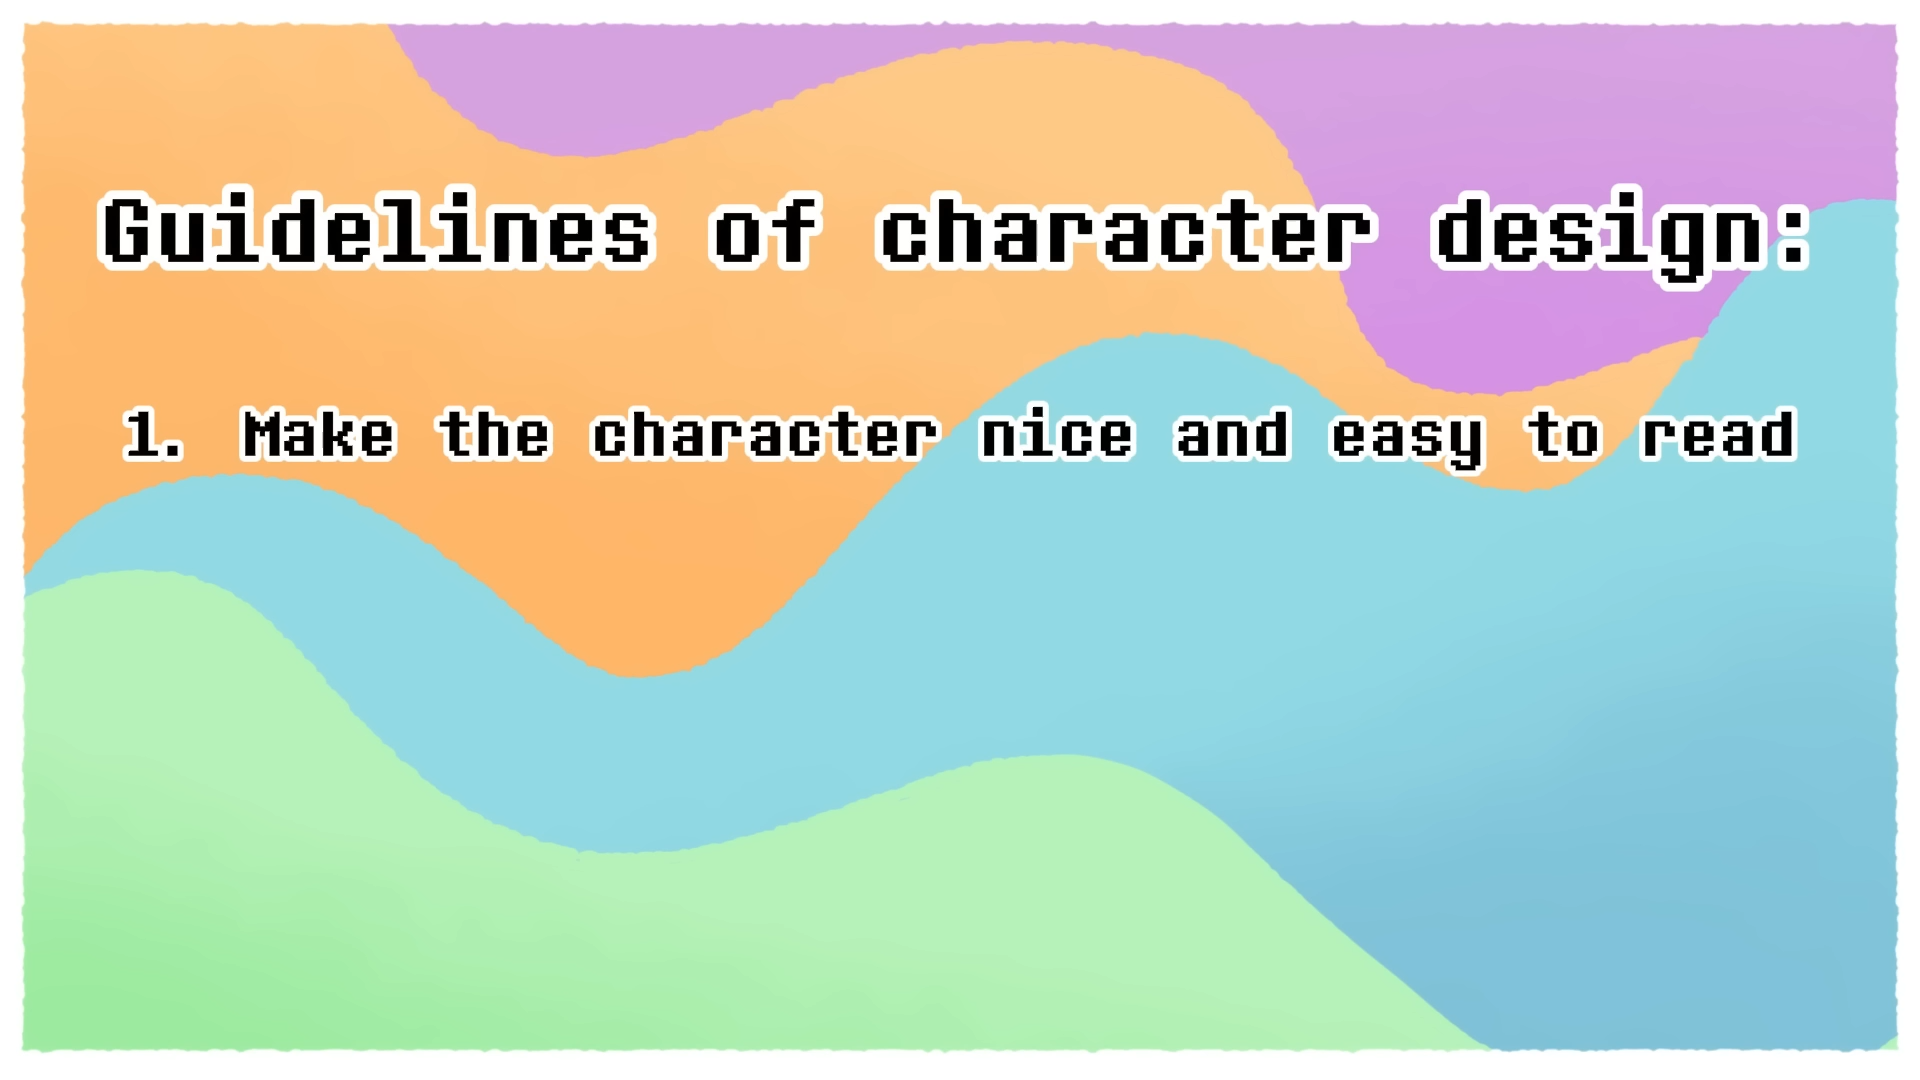 Guidelines of character design:
1. Make the character nice and easy to read